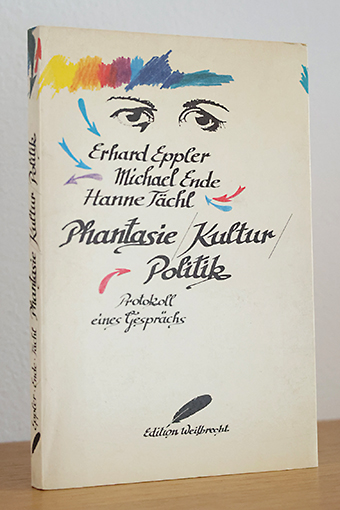 Erhard Eppler
Michael Ende
Hanne Tächl
Phantasie/Kultur/
Politik
Protokoll
eines Gesprächs
Edition Weitbrecht
Eppler·Ende·Tächl Phantasie/Kultur Politik